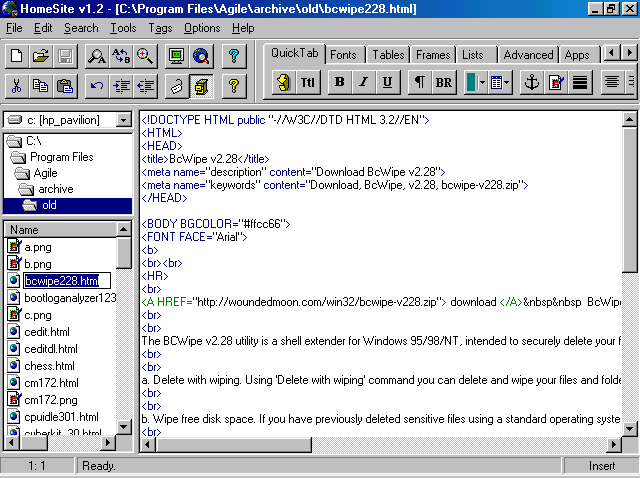 HomeSite v1.2 - [C:\Program Files\Agile\archive\old\bcwipe228.html]
File Edit Search Tools Tags Options Help
QuickTab Fonts Tables Frames Lists Advanced Apps
Ttl B I U ¶ BR
c: [hp_pavilion]
C:\
Program Files
Agile
archive
old
Name
a.png
b.png
bcwipe228.html
bootloganalyzer123
c.png
cedit.html
ceditdl.html
chess.html
cm172.html
cm172.png
cpuidle301.html
cyberkit_30.html
<!DOCTYPE HTML public "-//W3C//DTD HTML 3.2//EN">
<HTML>
<HEAD>
<title>BcWipe v2.28</title>
<meta name="description" content="Download BcWipe v2.28">
<meta name="keywords" content="Download, BcWipe, v2.28, bcwipe-v228.zip">
</HEAD>
<BODY BGCOLOR="#ffcc66">
<FONT FACE="Arial">
<b>
<br><br>
<HR>
<br>
<A HREF="http://woundedmoon.com/win32/bcwipe-v228.zip"> download </A>&nbsp&nbsp BcWipe
<br>
<br>
The BCWipe v2.28 utility is a shell extender for Windows 95/98/NT, intended to securely delete your f
<br>
<br>
a. Delete with wiping. Using 'Delete with wiping' command you can delete and wipe your files and folde
<br>
<br>
b. Wipe free disk space. If you have previously deleted sensitive files using a standard operating syste
<br>
1: 1 Ready. Insert